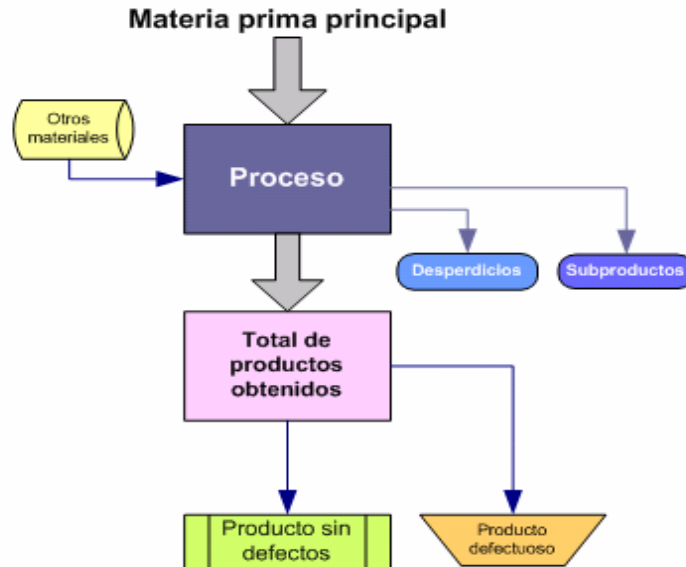 Materia prima principal
Otros
materiales
Proceso
Desperdicios
Subproductos
Total de
productos
obtenidos
Producto sin
defectos
Producto
defectuoso